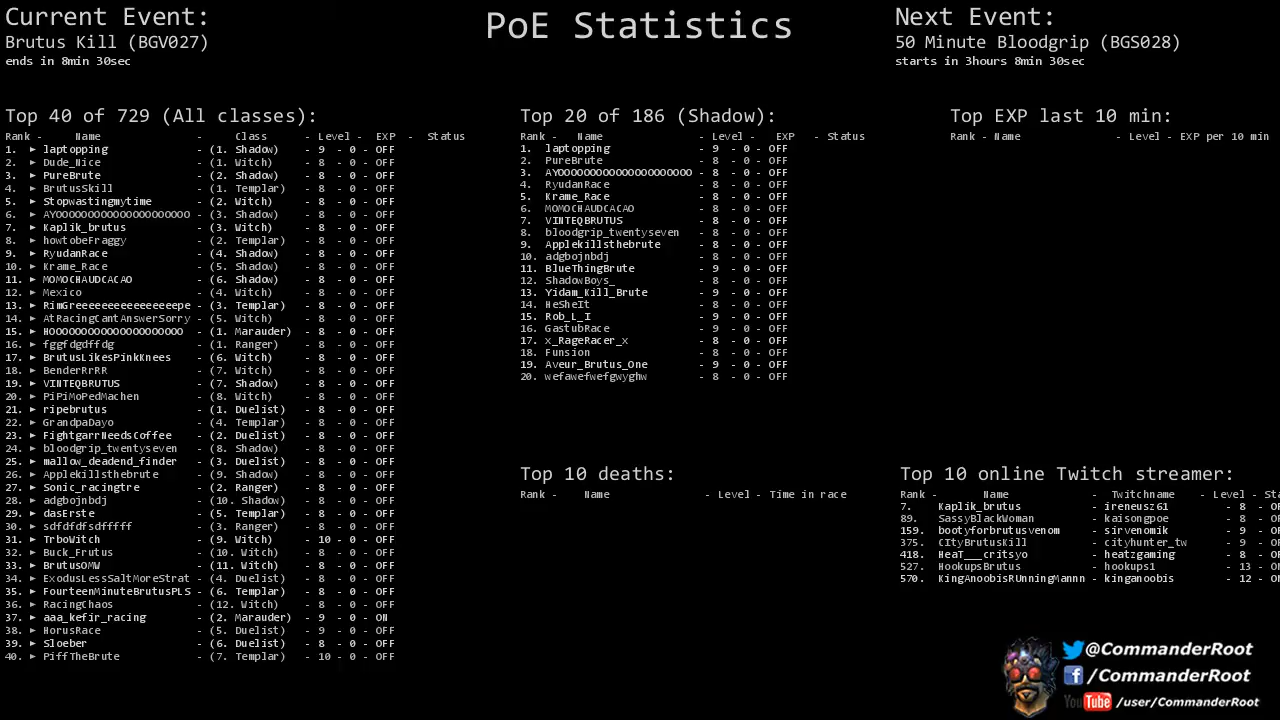 Current Event:
Brutus Kill (BGV027)
ends in 8min 30sec
PoE Statistics
Next Event:
50 Minute Bloodgrip (BGS028)
starts in 3hours 8min 30sec
Top 40 of 729 (All classes):
Rank - Name - Class - Level - EXP - Status
1. ► laptopping - (1. Shadow) - 9 - 0 - OFF
2. ► Dude_Nice - (1. Witch) - 8 - 0 - OFF
3. ► PureBrute - (2. Shadow) - 8 - 0 - OFF
4. ► BrutusSkill - (1. Templar) - 8 - 0 - OFF
5. ► Stopwastingmytime - (2. Witch) - 8 - 0 - OFF
6. ► AYOOOOOOOOOOOOOOOOOOOOO - (3. Shadow) - 8 - 0 - OFF
7. ► Kaplik_brutus - (3. Witch) - 8 - 0 - OFF
8. ► howtobeFraggy - (2. Templar) - 8 - 0 - OFF
9. ► RyudanRace - (4. Shadow) - 8 - 0 - OFF
10. ► Krame_Race - (5. Shadow) - 8 - 0 - OFF
11. ► MOMOCHAUDCACAO - (6. Shadow) - 8 - 0 - OFF
12. ► Mexico - (4. Witch) - 8 - 0 - OFF
13. ► RimGreeeeeeeeeeeeeeeepe - (3. Templar) - 8 - 0 - OFF
14. ► AtRacingCantAnswerSorry - (5. Witch) - 8 - 0 - OFF
15. ► HOOOOOOOOOOOOOOOOOOOOO - (1. Marauder) - 8 - 0 - OFF
16. ► fggfdgdffdg - (1. Ranger) - 8 - 0 - OFF
17. ► BrutusLikesPinkKnees - (6. Witch) - 8 - 0 - OFF
18. ► BenderRrRR - (7. Witch) - 8 - 0 - OFF
19. ► VINTEQBRUTUS - (7. Shadow) - 8 - 0 - OFF
20. ► PiPiMoPedMachen - (8. Witch) - 8 - 0 - OFF
21. ► ripebrutus - (1. Duelist) - 8 - 0 - OFF
22. ► GrandpaDayo - (4. Templar) - 8 - 0 - OFF
23. ► FightgarrNeedsCoffee - (2. Duelist) - 8 - 0 - OFF
24. ► bloodgrip_twentyseven - (8. Shadow) - 8 - 0 - OFF
25. ► mallow_deadend_finder - (3. Duelist) - 8 - 0 - OFF
26. ► Applekillsthebrute - (9. Shadow) - 8 - 0 - OFF
27. ► Sonic_racingtre - (2. Ranger) - 8 - 0 - OFF
28. ► adgbojnbdj - (10. Shadow) - 8 - 0 - OFF
29. ► dasErste - (5. Templar) - 8 - 0 - OFF
30. ► sdfdfdfsdfffff - (3. Ranger) - 8 - 0 - OFF
31. ► TrboWitch - (9. Witch) - 10 - 0 - OFF
32. ► Buck_Frutus - (10. Witch) - 8 - 0 - OFF
33. ► BrutusOMW - (11. Witch) - 8 - 0 - OFF
34. ► ExodusLessSaltMoreStrat - (4. Duelist) - 8 - 0 - OFF
35. ► FourteenMinuteBrutusPLS - (6. Templar) - 8 - 0 - OFF
36. ► RacingChaos - (12. Witch) - 8 - 0 - OFF
37. ► aaa_kefir_racing - (2. Marauder) - 9 - 0 - ON
38. ► HorusRace - (5. Duelist) - 9 - 0 - OFF
39. ► Sloeber - (6. Duelist) - 8 - 0 - OFF
40. ► PiffTheBrute - (7. Templar) - 10 - 0 - OFF
Top 20 of 186 (Shadow):
Rank - Name - Level - EXP - Status
1. laptopping - 9 - 0 - OFF
2. PureBrute - 8 - 0 - OFF
3. AYOOOOOOOOOOOOOOOOOOOOO - 8 - 0 - OFF
4. RyudanRace - 8 - 0 - OFF
5. Krame_Race - 8 - 0 - OFF
6. MOMOCHAUDCACAO - 8 - 0 - OFF
7. VINTEQBRUTUS - 8 - 0 - OFF
8. bloodgrip_twentyseven - 8 - 0 - OFF
9. Applekillsthebrute - 8 - 0 - OFF
10. adgbojnbdj - 8 - 0 - OFF
11. BlueThingBrute - 9 - 0 - OFF
12. ShadowBoys_ - 8 - 0 - OFF
13. Yidam_Kill_Brute - 9 - 0 - OFF
14. HeSheIt - 8 - 0 - OFF
15. Rob_L_I - 9 - 0 - OFF
16. GastubRace - 9 - 0 - OFF
17. x_RageRacer_x - 8 - 0 - OFF
18. Funsion - 8 - 0 - OFF
19. Aveur_Brutus_One - 9 - 0 - OFF
20. wefawefwefgwyghw - 8 - 0 - OFF
Top EXP last 10 min:
Rank - Name - Level - EXP per 10 min
Top 10 deaths:
Rank - Name - Level - Time in race
Top 10 online Twitch streamer:
Rank - Name - Twitchname - Level - Sta
7. Kaplik_brutus - ireneusz61 - 8 - O
89. SassyBlackWoman - kaisongpoe - 8 - O
159. bootyforbrutusvenom - sirvenomik - 9 - O
375. CItyBrutusKill - cityhunter_tw - 9 - O
418. HeaT___critsyo - heatzgaming - 8 - O
527. HookupsBrutus - hookups1 - 13 - O
570. KingAnoobisRUnningMannn - kinganoobis - 12 - O
@CommanderRoot
/CommanderRoot
YouTube /user/CommanderRoot